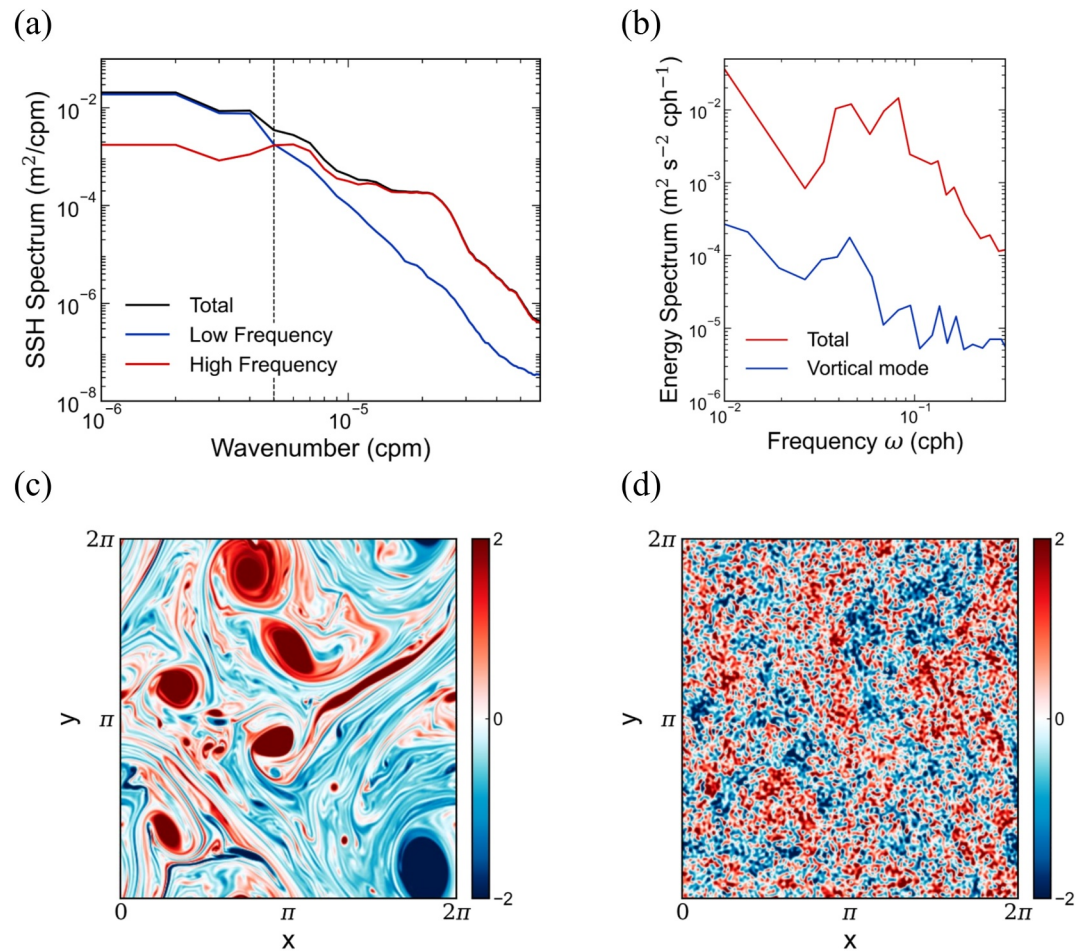 (a)
SSH Spectrum (m²/cpm)
10⁻²
10⁻⁴
10⁻⁶
10⁻⁸
Total
Low Frequency
High Frequency
10⁻⁶
10⁻⁵
Wavenumber (cpm)
(b)
Energy Spectrum (m² s⁻² cph⁻¹)
10⁻²
10⁻³
10⁻⁴
10⁻⁵
10⁻⁶
Total
Vortical mode
10⁻²
10⁻¹
Frequency ω (cph)
(c)
2π
y
π
0
π
2π
x
2
0
−2
(d)
2π
y
π
0
π
2π
x
2
0
−2